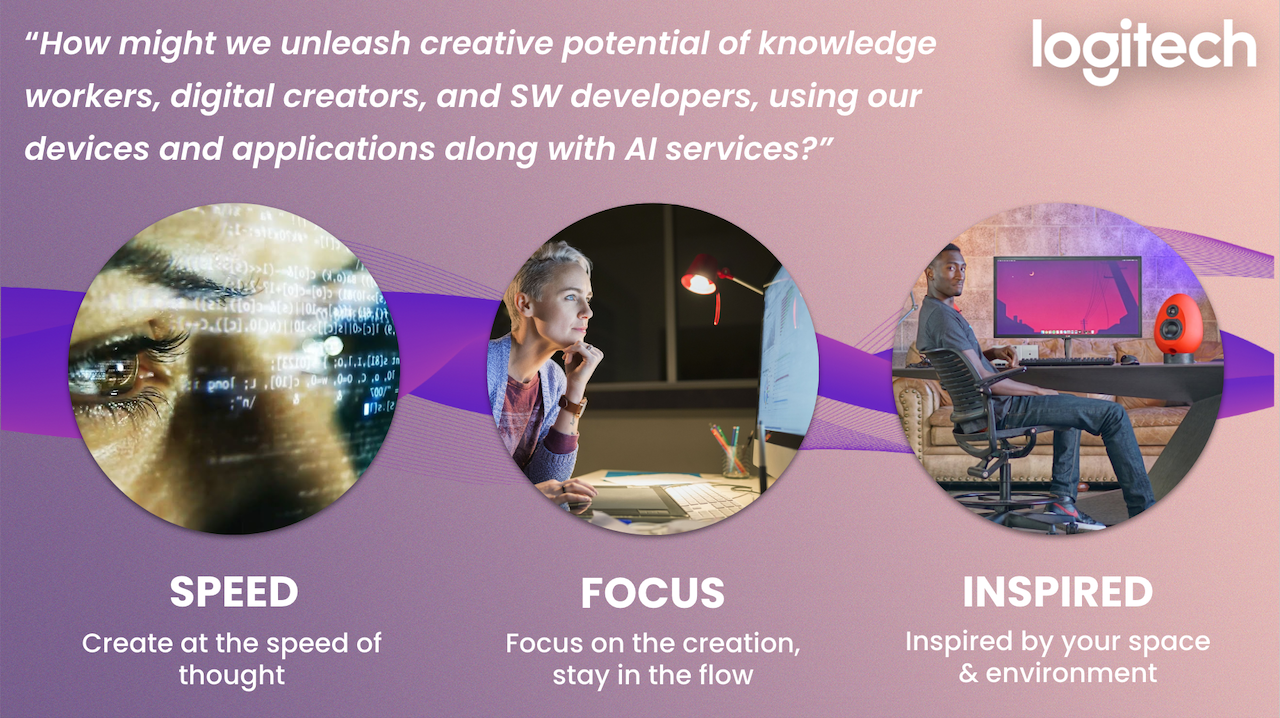 “How might we unleash creative potential of knowledge
workers, digital creators, and SW developers, using our
devices and applications along with AI services?”
logitech
SPEED
Create at the speed of
thought
FOCUS
Focus on the creation,
stay in the flow
INSPIRED
Inspired by your space
& environment